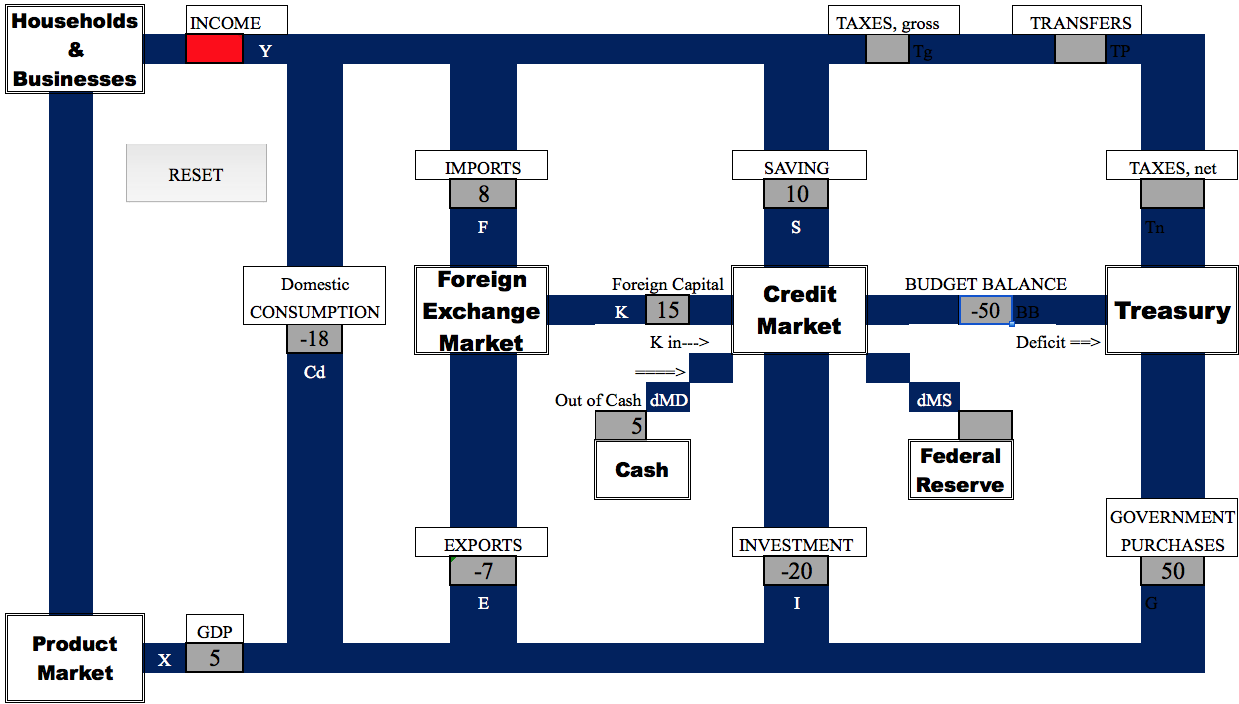 Households
&
Businesses
INCOME
Y
TAXES, gross
Tg
TRANSFERS
TP
RESET
IMPORTS
8
F
SAVING
10
S
TAXES, net
Tn
Domestic
CONSUMPTION
-18
Cd
Foreign
Exchange
Market
Foreign Capital
K 15
K in--->
====>
Out of Cash dMD
5
Cash
Credit
Market
BUDGET BALANCE
-50 BB
Deficit ==>
dMS
Federal
Reserve
Treasury
EXPORTS
-7
E
INVESTMENT
-20
I
GOVERNMENT
PURCHASES
50
G
Product
Market
X
GDP
5